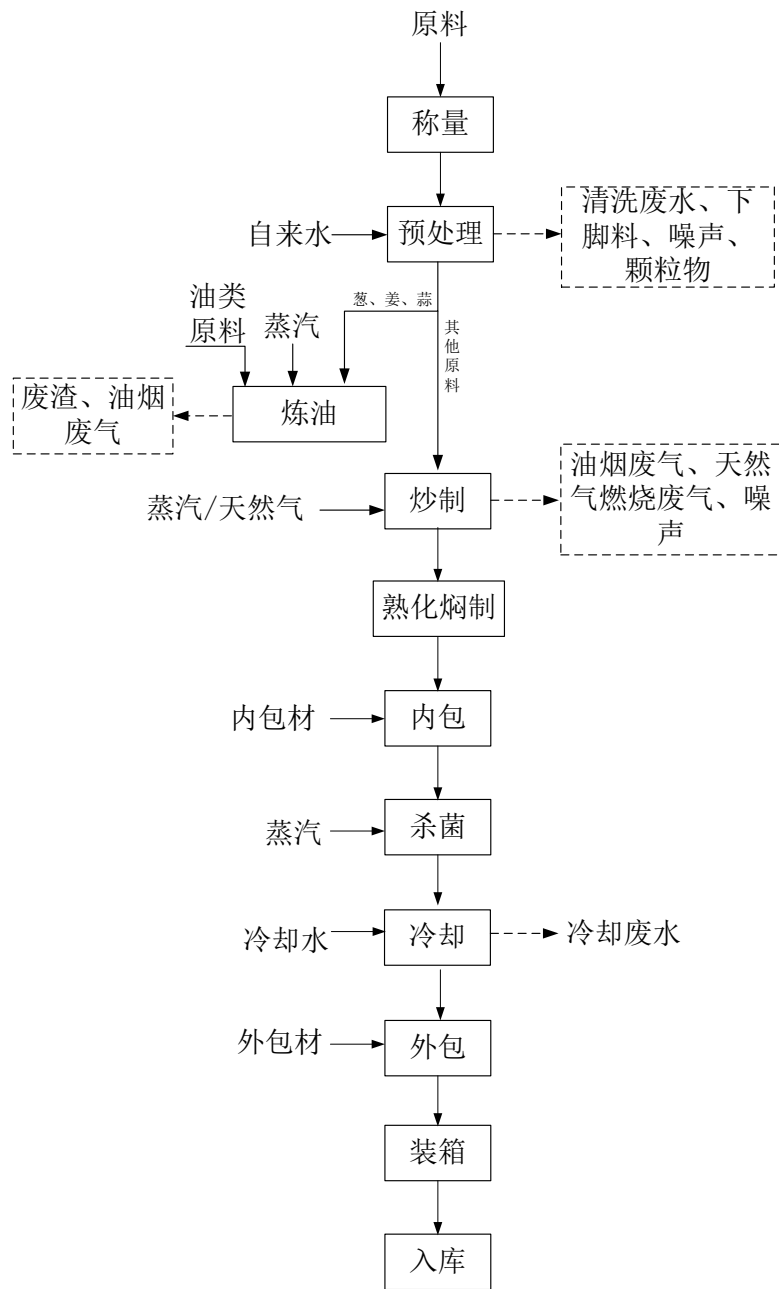 原料
称量
自来水
预处理
清洗废水、下
脚料、噪声、
颗粒物
葱、姜、蒜
其他原料
油类
原料
蒸汽
炼油
废渣、油烟
废气
蒸汽/天然气
炒制
油烟废气、天然
气燃烧废气、噪
声
熟化焖制
内包材
内包
蒸汽
杀菌
冷却水
冷却
冷却废水
外包材
外包
装箱
入库